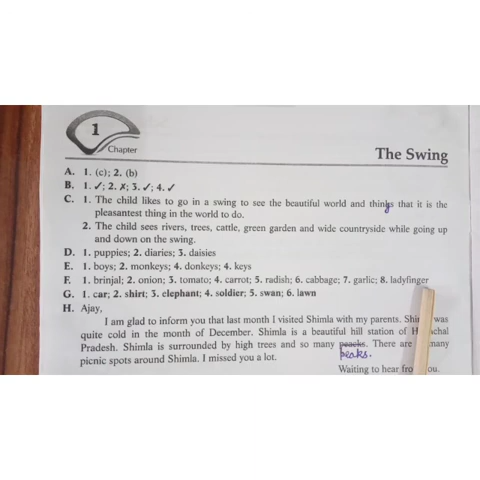 1
Chapter
The Swing
A. 1. (c); 2. (b)
B. 1. ✓; 2. ✗; 3. ✓; 4. ✓
C. 1. The child likes to go in a swing to see the beautiful world and thinks that it is the
pleasantest thing in the world to do.
2. The child sees rivers, trees, cattle, green garden and wide countryside while going up
and down on the swing.
D. 1. puppies; 2. diaries; 3. daisies
E. 1. boys; 2. monkeys; 4. donkeys; 4. keys
F. 1. brinjal; 2. onion; 3. tomato; 4. carrot; 5. radish; 6. cabbage; 7. garlic; 8. ladyfinger
G. 1. car; 2. shirt; 3. elephant; 4. soldier; 5. swan; 6. lawn
H. Ajay,
I am glad to inform you that last month I visited Shimla with my parents. was
quite cold in the month of December. Shimla is a beautiful hill station of
Pradesh. Shimla is surrounded by high trees and so many peacks. There are many
peaks.
picnic spots around Shimla. I missed you a lot.
Waiting to hear